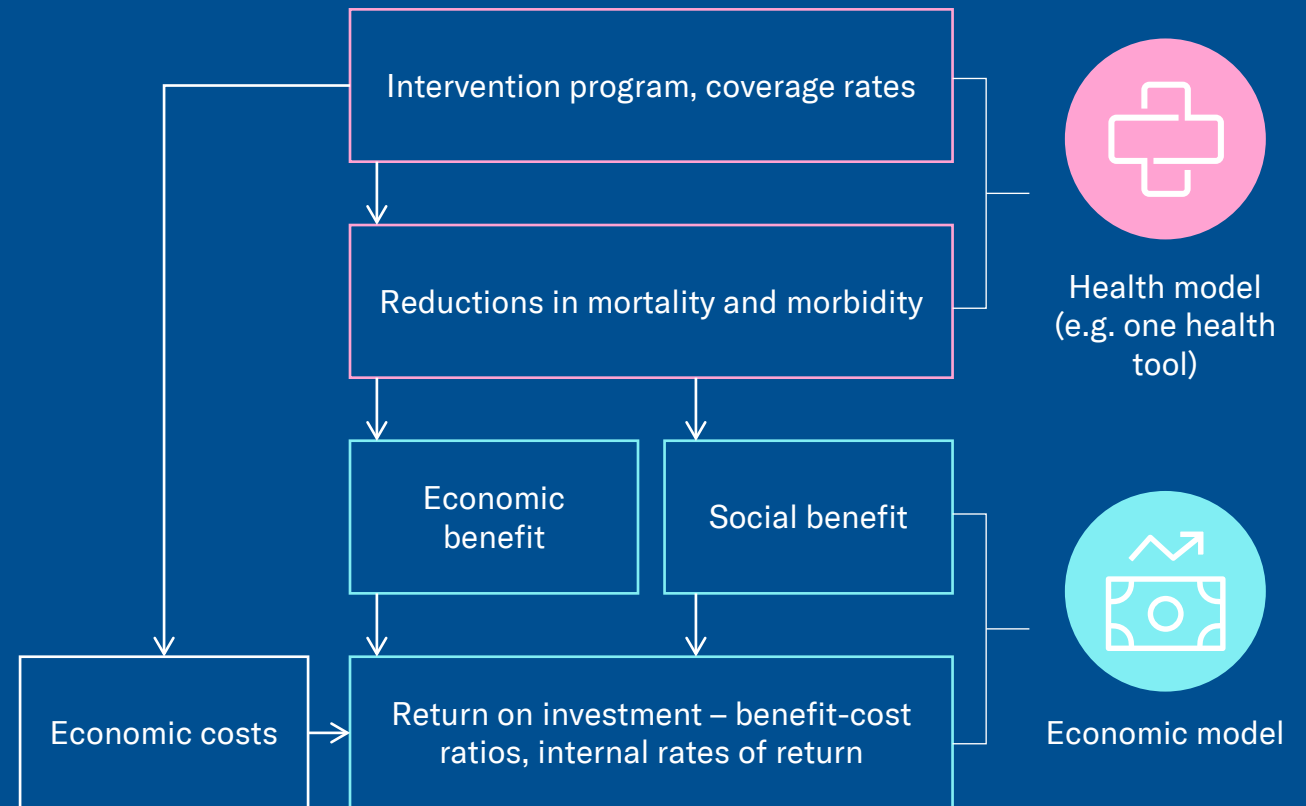 Intervention program, coverage rates
Reductions in mortality and morbidity
Health model
(e.g. one health
tool)
Economic
benefit
Social benefit
Economic costs
Return on investment – benefit-cost
ratios, internal rates of return
Economic model